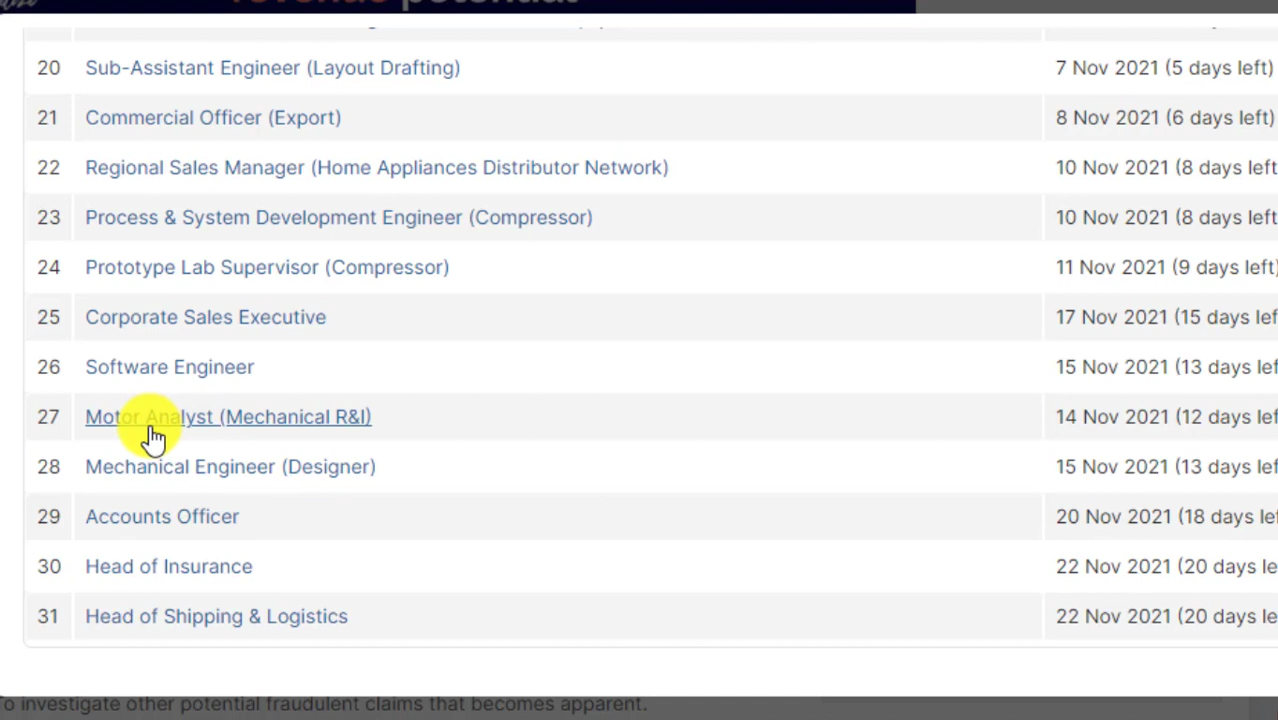 revenue potential
20 Sub-Assistant Engineer (Layout Drafting) 7 Nov 2021 (5 days left)
21 Commercial Officer (Export) 8 Nov 2021 (6 days left)
22 Regional Sales Manager (Home Appliances Distributor Network) 10 Nov 2021 (8 days left
23 Process & System Development Engineer (Compressor) 10 Nov 2021 (8 days left
24 Prototype Lab Supervisor (Compressor) 11 Nov 2021 (9 days left)
25 Corporate Sales Executive 17 Nov 2021 (15 days lef
26 Software Engineer 15 Nov 2021 (13 days lef
27 Motor Analyst (Mechanical R&I) 14 Nov 2021 (12 days lef
28 Mechanical Engineer (Designer) 15 Nov 2021 (13 days lef
29 Accounts Officer 20 Nov 2021 (18 days lef
30 Head of Insurance 22 Nov 2021 (20 days le
31 Head of Shipping & Logistics 22 Nov 2021 (20 days le
To investigate other potential fraudulent claims that becomes apparent.